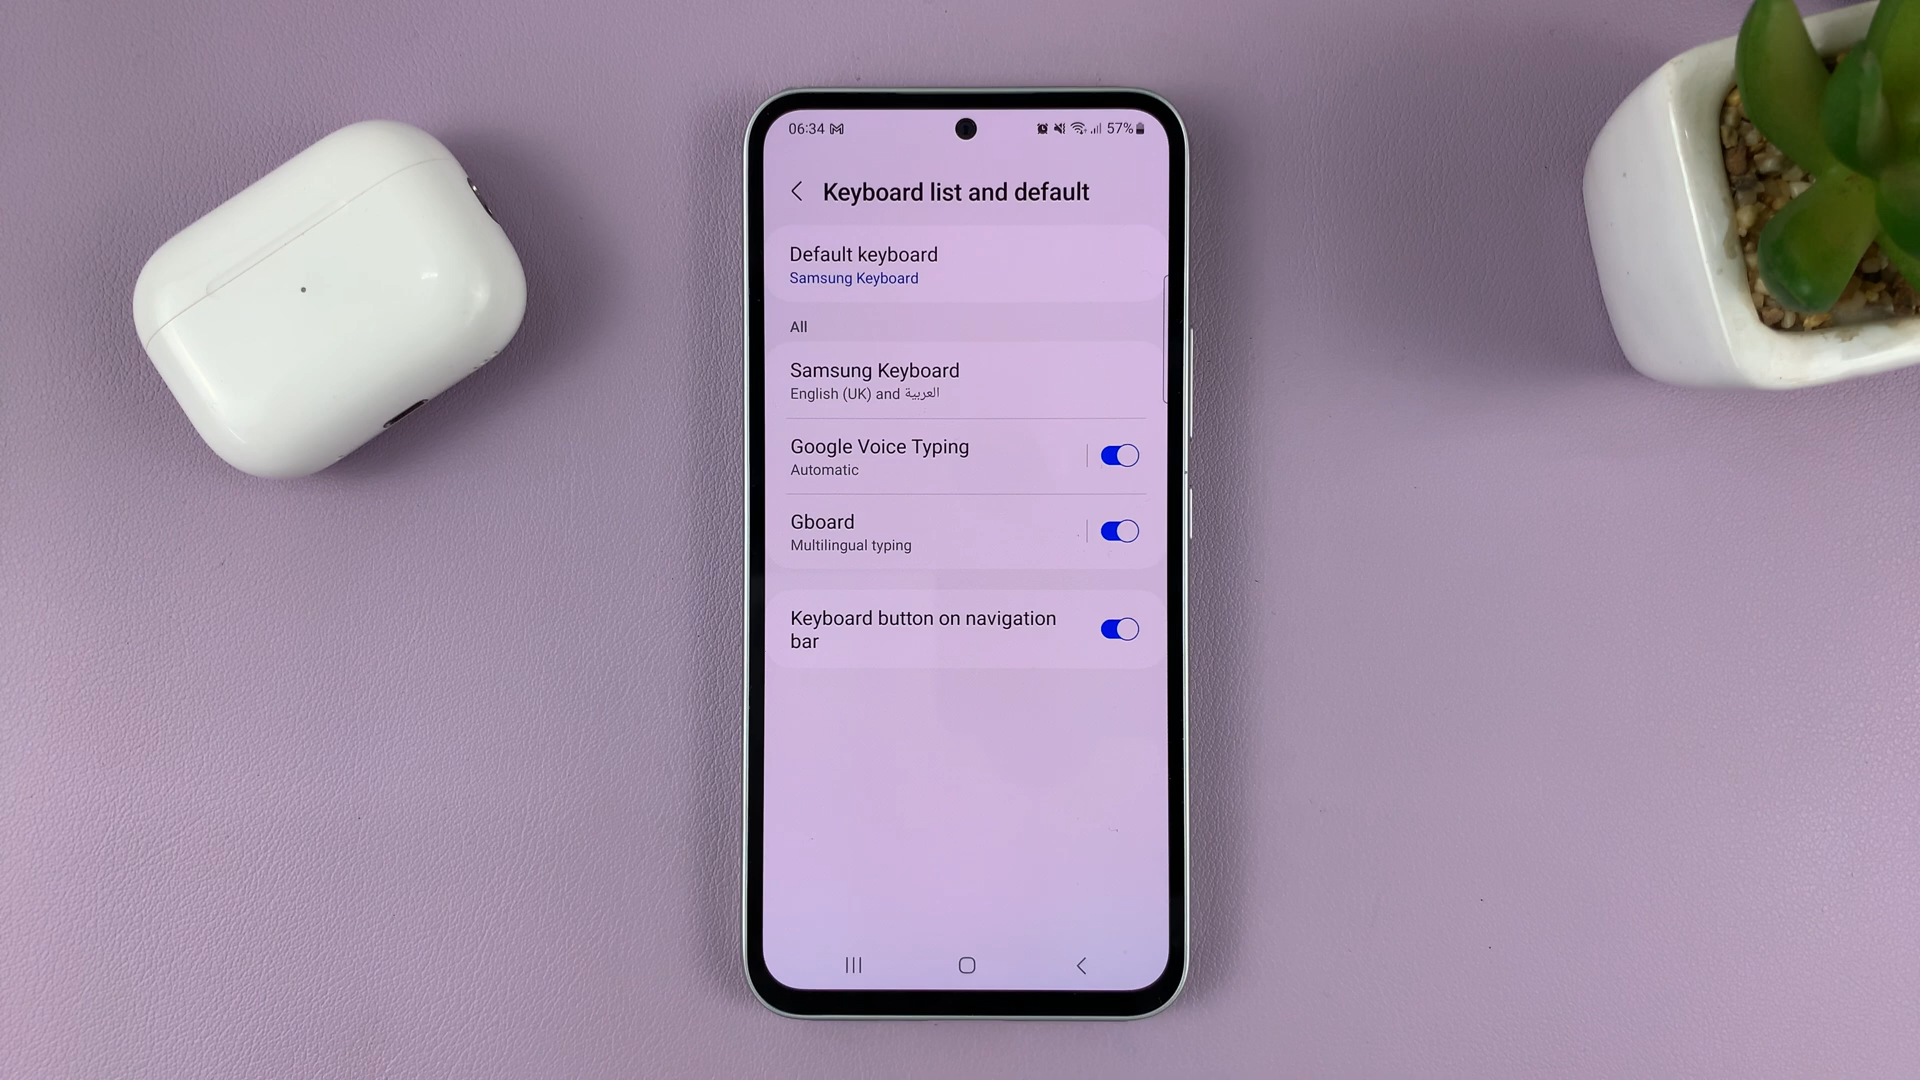 06:34 57%
Keyboard list and default
Default keyboard
Samsung Keyboard
All
Samsung Keyboard
English (UK) and العربية
Google Voice Typing
Automatic
Gboard
Multilingual typing
Keyboard button on navigation
bar